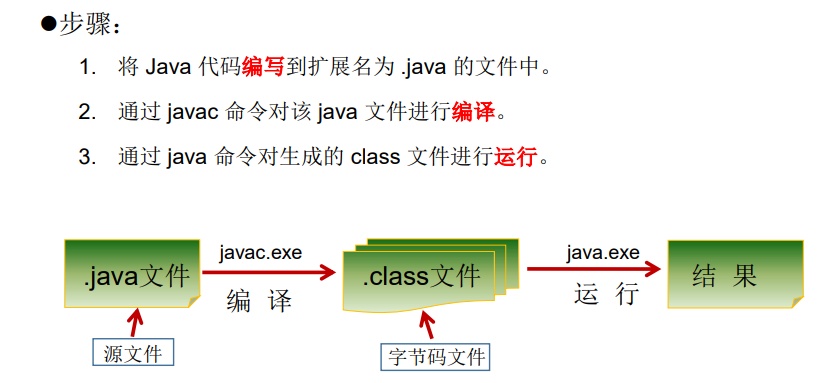 ●步骤：
1. 将 Java 代码编写到扩展名为 .java 的文件中。
2. 通过 javac 命令对该 java 文件进行编译。
3. 通过 java 命令对生成的 class 文件进行运行。
.java文件
javac.exe
编 译
.class文件
java.exe
运 行
结 果
源文件
字节码文件